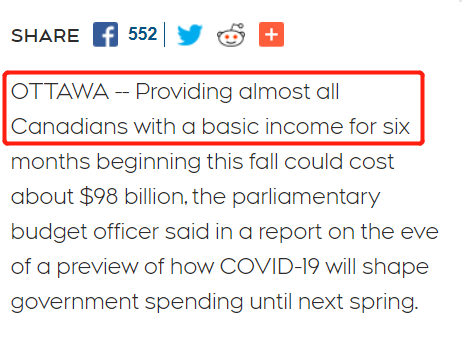 SHARE 552
OTTAWA -- Providing almost all
Canadians with a basic income for six
months beginning this fall could cost
about $98 billion, the parliamentary
budget officer said in a report on the eve
of a preview of how COVID-19 will shape
government spending until next spring.